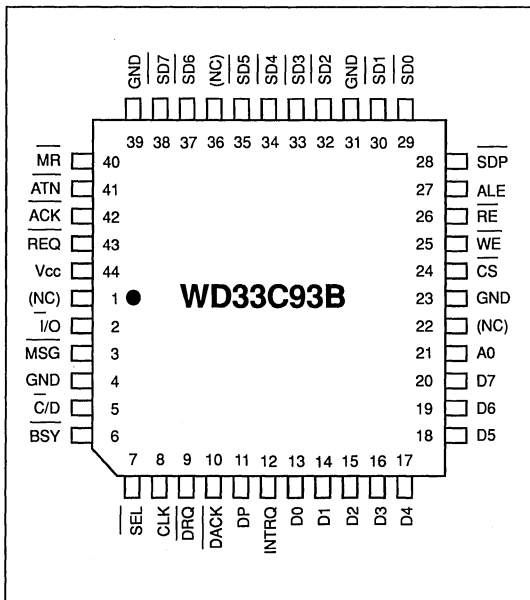 GND SD7 SD6 (NC) SD5 SD4 SD3 SD2 GND SD1 SD0
39 38 37 36 35 34 33 32 31 30 29
MR 40 28 SDP
ATN 41 27 ALE
ACK 42 26 RE
REQ 43 25 WE
Vcc 44 24 CS
(NC) 1 WD33C93B 23 GND
I/O 2 22 (NC)
MSG 3 21 A0
GND 4 20 D7
C/D 5 19 D6
BSY 6 18 D5
7 8 9 10 11 12 13 14 15 16 17
SEL CLK DRQ DACK DP INTRQ D0 D1 D2 D3 D4